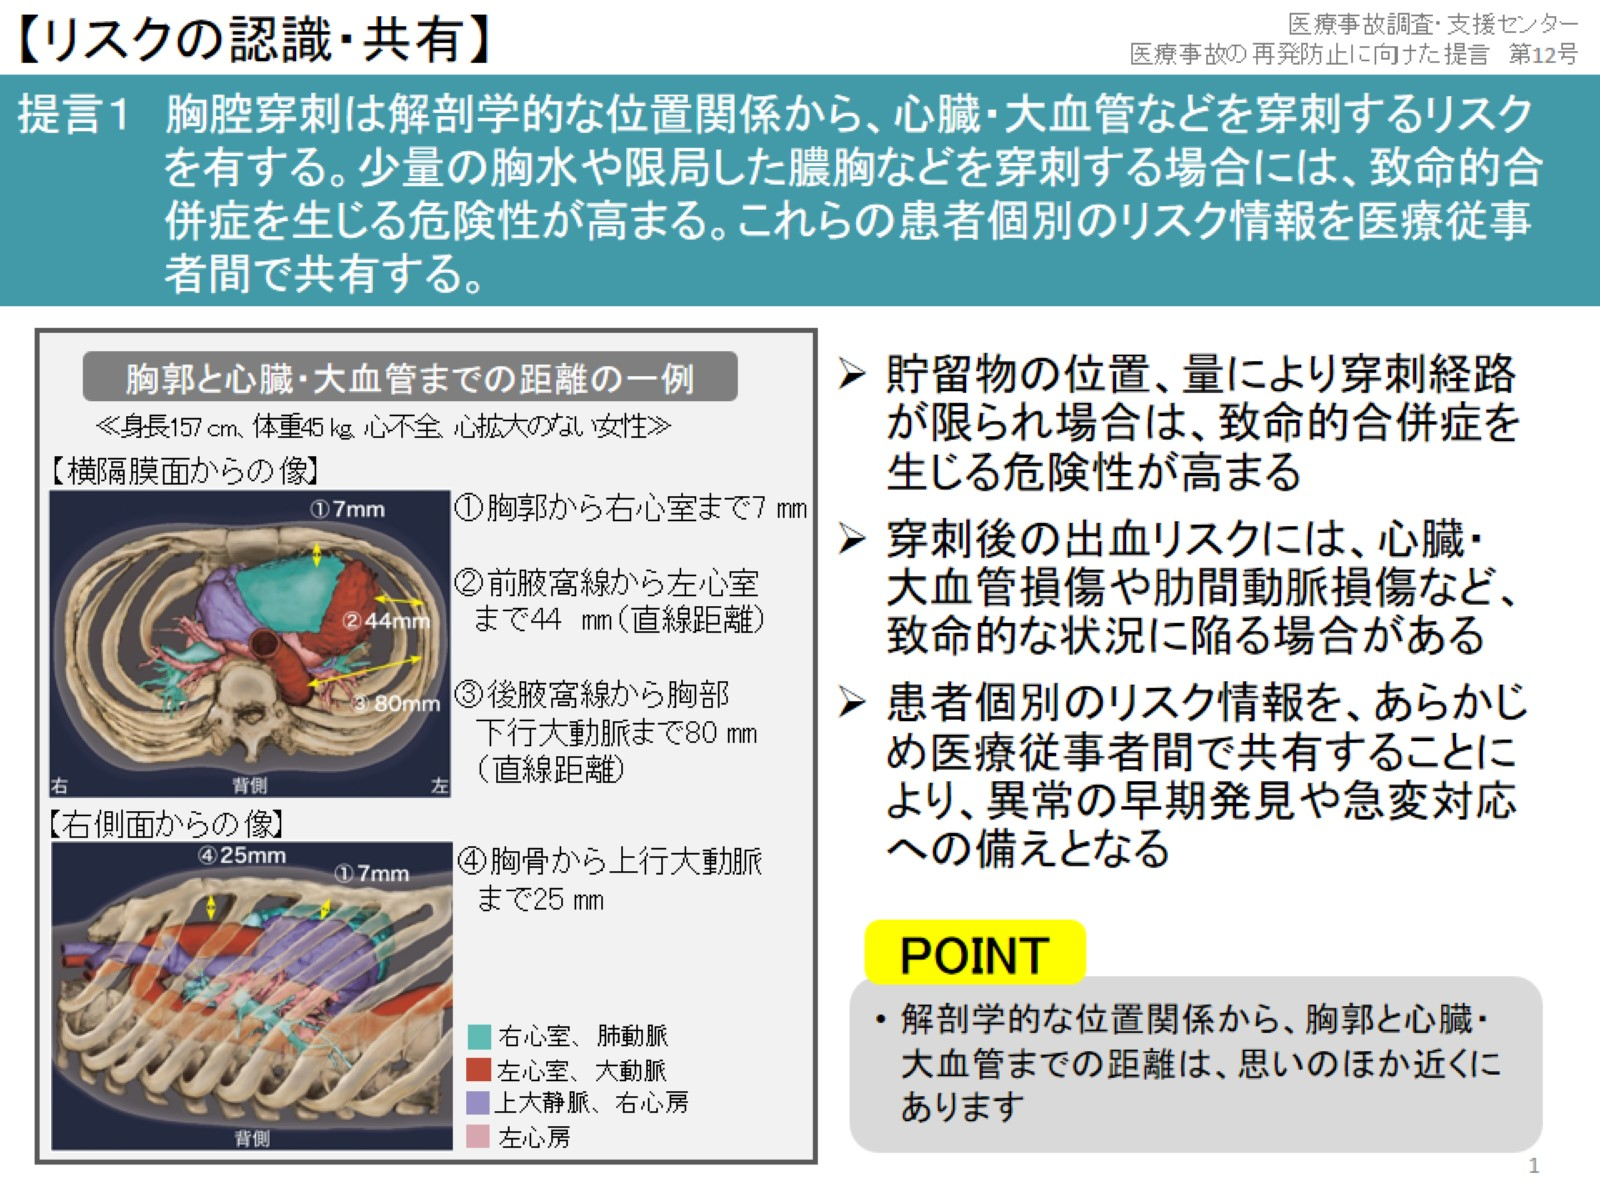 【リスクの認識・共有】
医療事故調査・支援センター
医療事故の再発防止に向けた提言 第12号
提言1 胸腔穿刺は解剖学的な位置関係から、心臓・大血管などを穿刺するリスク
を有する。少量の胸水や限局した膿胸などを穿刺する場合には、致命的合
併症を生じる危険性が高まる。これらの患者個別のリスク情報を医療従事
者間で共有する。
胸郭と心臓・大血管までの距離の一例
≪身長157 cm、体重45 kg、心不全、心拡大のない女性≫
【横隔膜面からの像】
①7mm
②44mm
③80mm
右
背側
左
①胸郭から右心室まで7 mm
②前腋窩線から左心室
まで44 mm（直線距離）
③後腋窩線から胸部
下行大動脈まで80 mm
（直線距離）
【右側面からの像】
④25mm
①7mm
背側
④胸骨から上行大動脈
まで25 mm
右心室、肺動脈
左心室、大動脈
上大静脈、右心房
左心房
➢ 貯留物の位置、量により穿刺経路
が限られ場合は、致命的合併症を
生じる危険性が高まる
➢ 穿刺後の出血リスクには、心臓・
大血管損傷や肋間動脈損傷など、
致命的な状況に陥る場合がある
➢ 患者個別のリスク情報を、あらかじ
め医療従事者間で共有することに
より、異常の早期発見や急変対応
への備えとなる
POINT
• 解剖学的な位置関係から、胸郭と心臓・
大血管までの距離は、思いのほか近くに
あります
1